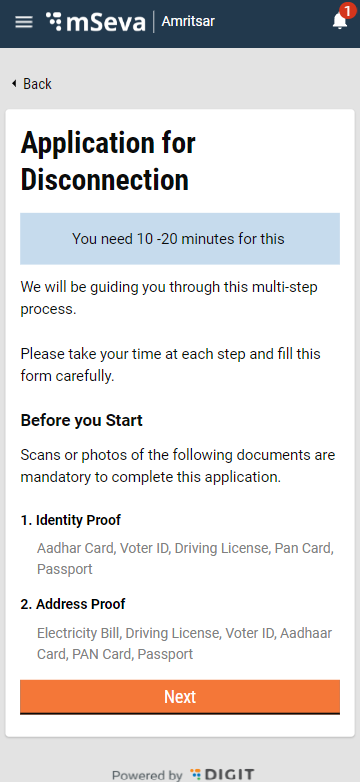 mSeva Amritsar 1
Back
Application for
Disconnection
You need 10 -20 minutes for this
We will be guiding you through this multi-step
process.
Please take your time at each step and fill this
form carefully.
Before you Start
Scans or photos of the following documents are
mandatory to complete this application.
1. Identity Proof
Aadhar Card, Voter ID, Driving License, Pan Card,
Passport
2. Address Proof
Electricity Bill, Driving License, Voter ID, Aadhaar
Card, PAN Card, Passport
Next
Powered by DIGIT